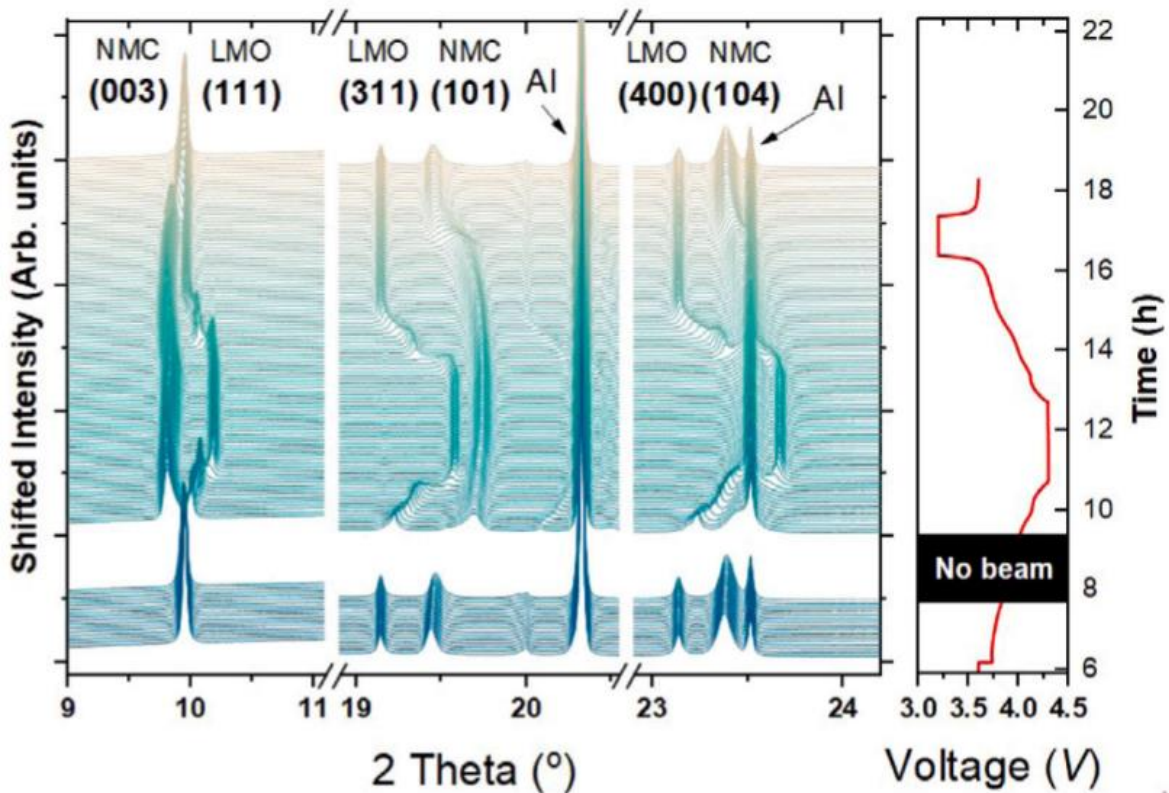 NMC LMO
(003) (111)
LMO NMC
(311) (101)
Al
LMO NMC
(400) (104)
Al
Shifted Intensity (Arb. units)
9 10 11 19 20 23 24
2 Theta (°)
No beam
22
20
18
16
14
12
10
8
6
Time (h)
3.0 3.5 4.0 4.5
Voltage (V)